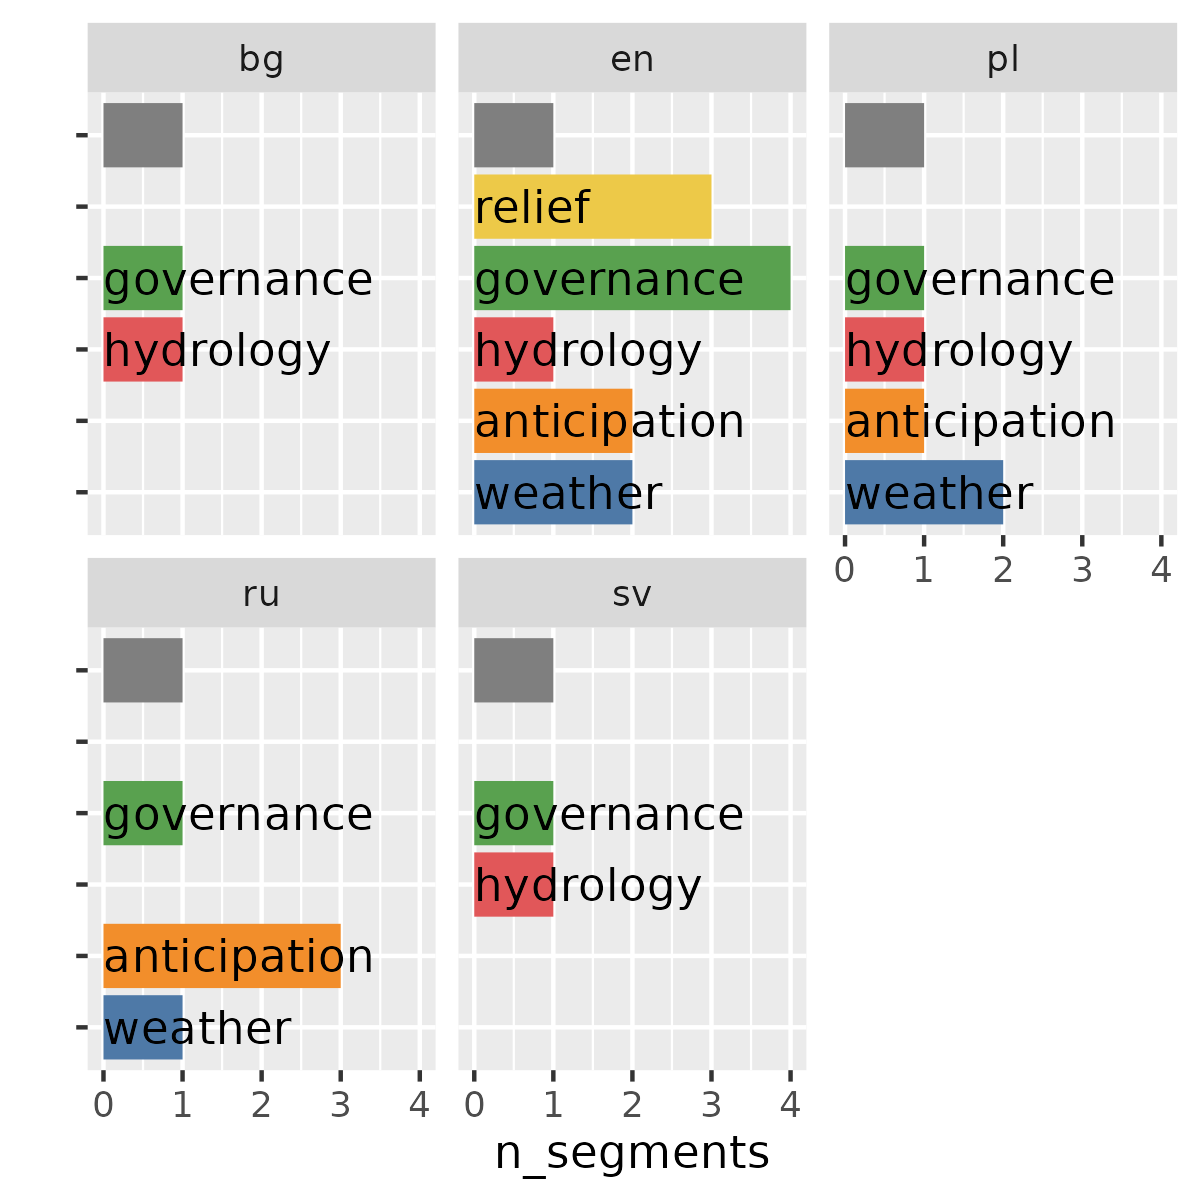 bg
en
pl
governance
hydrology
relief
governance
hydrology
anticipation
weather
governance
hydrology
anticipation
weather
0 1 2 3 4
ru
sv
governance
anticipation
weather
governance
hydrology
0 1 2 3 4
0 1 2 3 4
n_segments